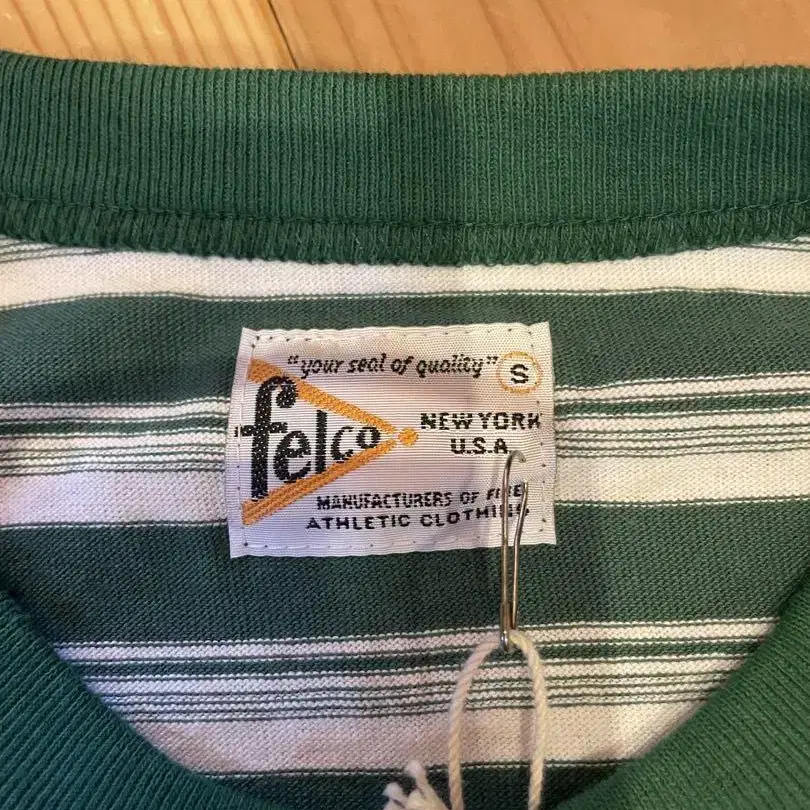 "your seal of quality" S
felco
NEW YORK
U.S.A.
MANUFACTURERS OF FINE
ATHLETIC CLOTHING